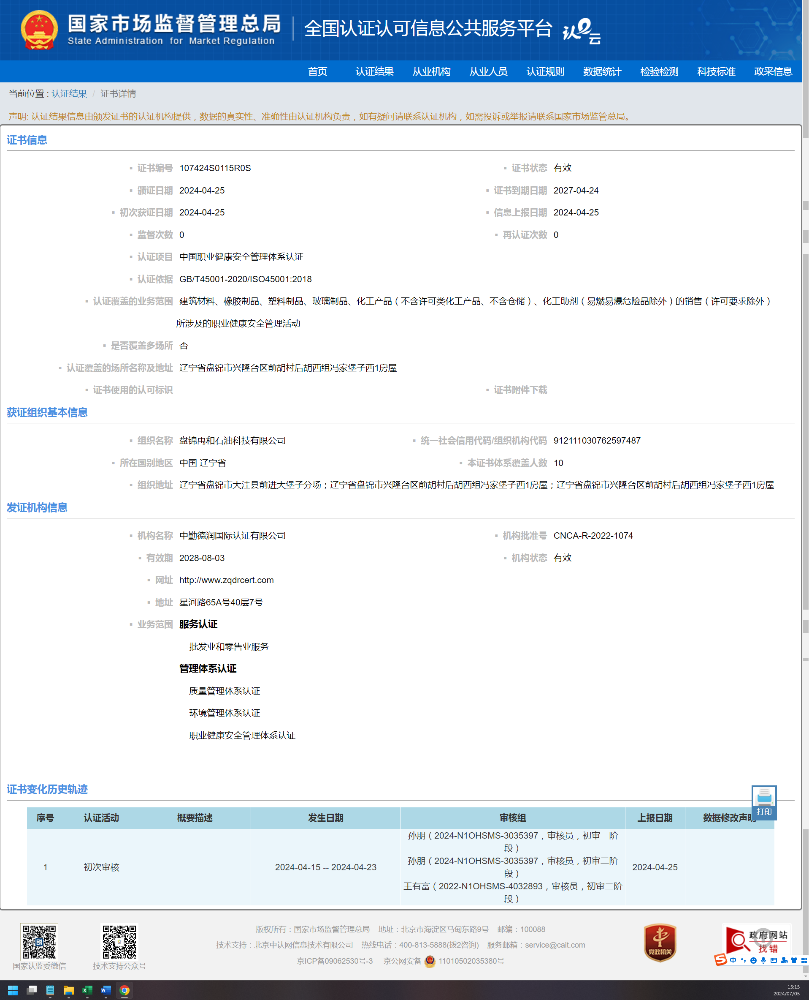 国家市场监督管理总局
State Administration for Market Regulation
全国认证认可信息公共服务平台
认e云
首页 认证结果 从业机构 从业人员 认证规则 数据统计 检验检测 科技标准 政采信息
当前位置 : 认证结果 / 证书详情
声明: 认证结果信息由颁发证书的认证机构提供，数据的真实性、准确性由认证机构负责，如有疑问请联系认证机构，如需投诉或举报请联系国家市场监管总局。
证书信息
证书编号 107424S0115R0S 证书状态 有效
颁证日期 2024-04-25 证书到期日期 2027-04-24
初次获证日期 2024-04-25 信息上报日期 2024-04-25
监督次数 0 再认证次数 0
认证项目 中国职业健康安全管理体系认证
认证依据 GB/T45001-2020/ISO45001:2018
认证覆盖的业务范围 建筑材料、橡胶制品、塑料制品、玻璃制品、化工产品（不含许可类化工产品、不含仓储）、化工助剂（易燃易爆危险品除外）的销售（许可要求除外）
所涉及的职业健康安全管理活动
是否覆盖多场所 否
认证覆盖的场所名称及地址 辽宁省盘锦市兴隆台区前胡村后胡西组冯家堡子西1房屋
证书使用的认可标识 证书附件下载
获证组织基本信息
组织名称 盘锦禹和石油科技有限公司 统一社会信用代码/组织机构代码 912111030762597487
所在国别地区 中国 辽宁省 本证书体系覆盖人数 10
组织地址 辽宁省盘锦市大洼县前进大堡子分场；辽宁省盘锦市兴隆台区前胡村后胡西组冯家堡子西1房屋；辽宁省盘锦市兴隆台区前胡村后胡西组冯家堡子西1房屋
发证机构信息
机构名称 中勤德润国际认证有限公司 机构批准号 CNCA-R-2022-1074
有效期 2028-08-03 机构状态 有效
网址 http://www.zqdrcert.com
地址 星河路65A号40层7号
业务范围 服务认证
批发业和零售业服务
管理体系认证
质量管理体系认证
环境管理体系认证
职业健康安全管理体系认证
证书变化历史轨迹
打印
序号 认证活动 概要描述 发生日期 审核组 上报日期 数据修改声明
孙朋（2024-N1OHSMS-3035397，审核员，初审一阶
段）
孙朋（2024-N1OHSMS-3035397，审核员，初审二阶
段）
1 初次审核 2024-04-15 -- 2024-04-23 2024-04-25
王有富（2022-N1OHSMS-4032893，审核员，初审二阶
段）
版权所有：国家市场监督管理总局 地址：北京市海淀区马甸东路9号 邮编：100088
技术支持：北京中认网信息技术有限公司 热线电话：400-813-5888(拨2咨询) 服务邮箱：service@cait.com
京ICP备09062530号-3 京公网安备 11010502035380号
国家认监委微信 技术支持公众号
党政机关
政府网站
找错
中
15:15
2024/07/05